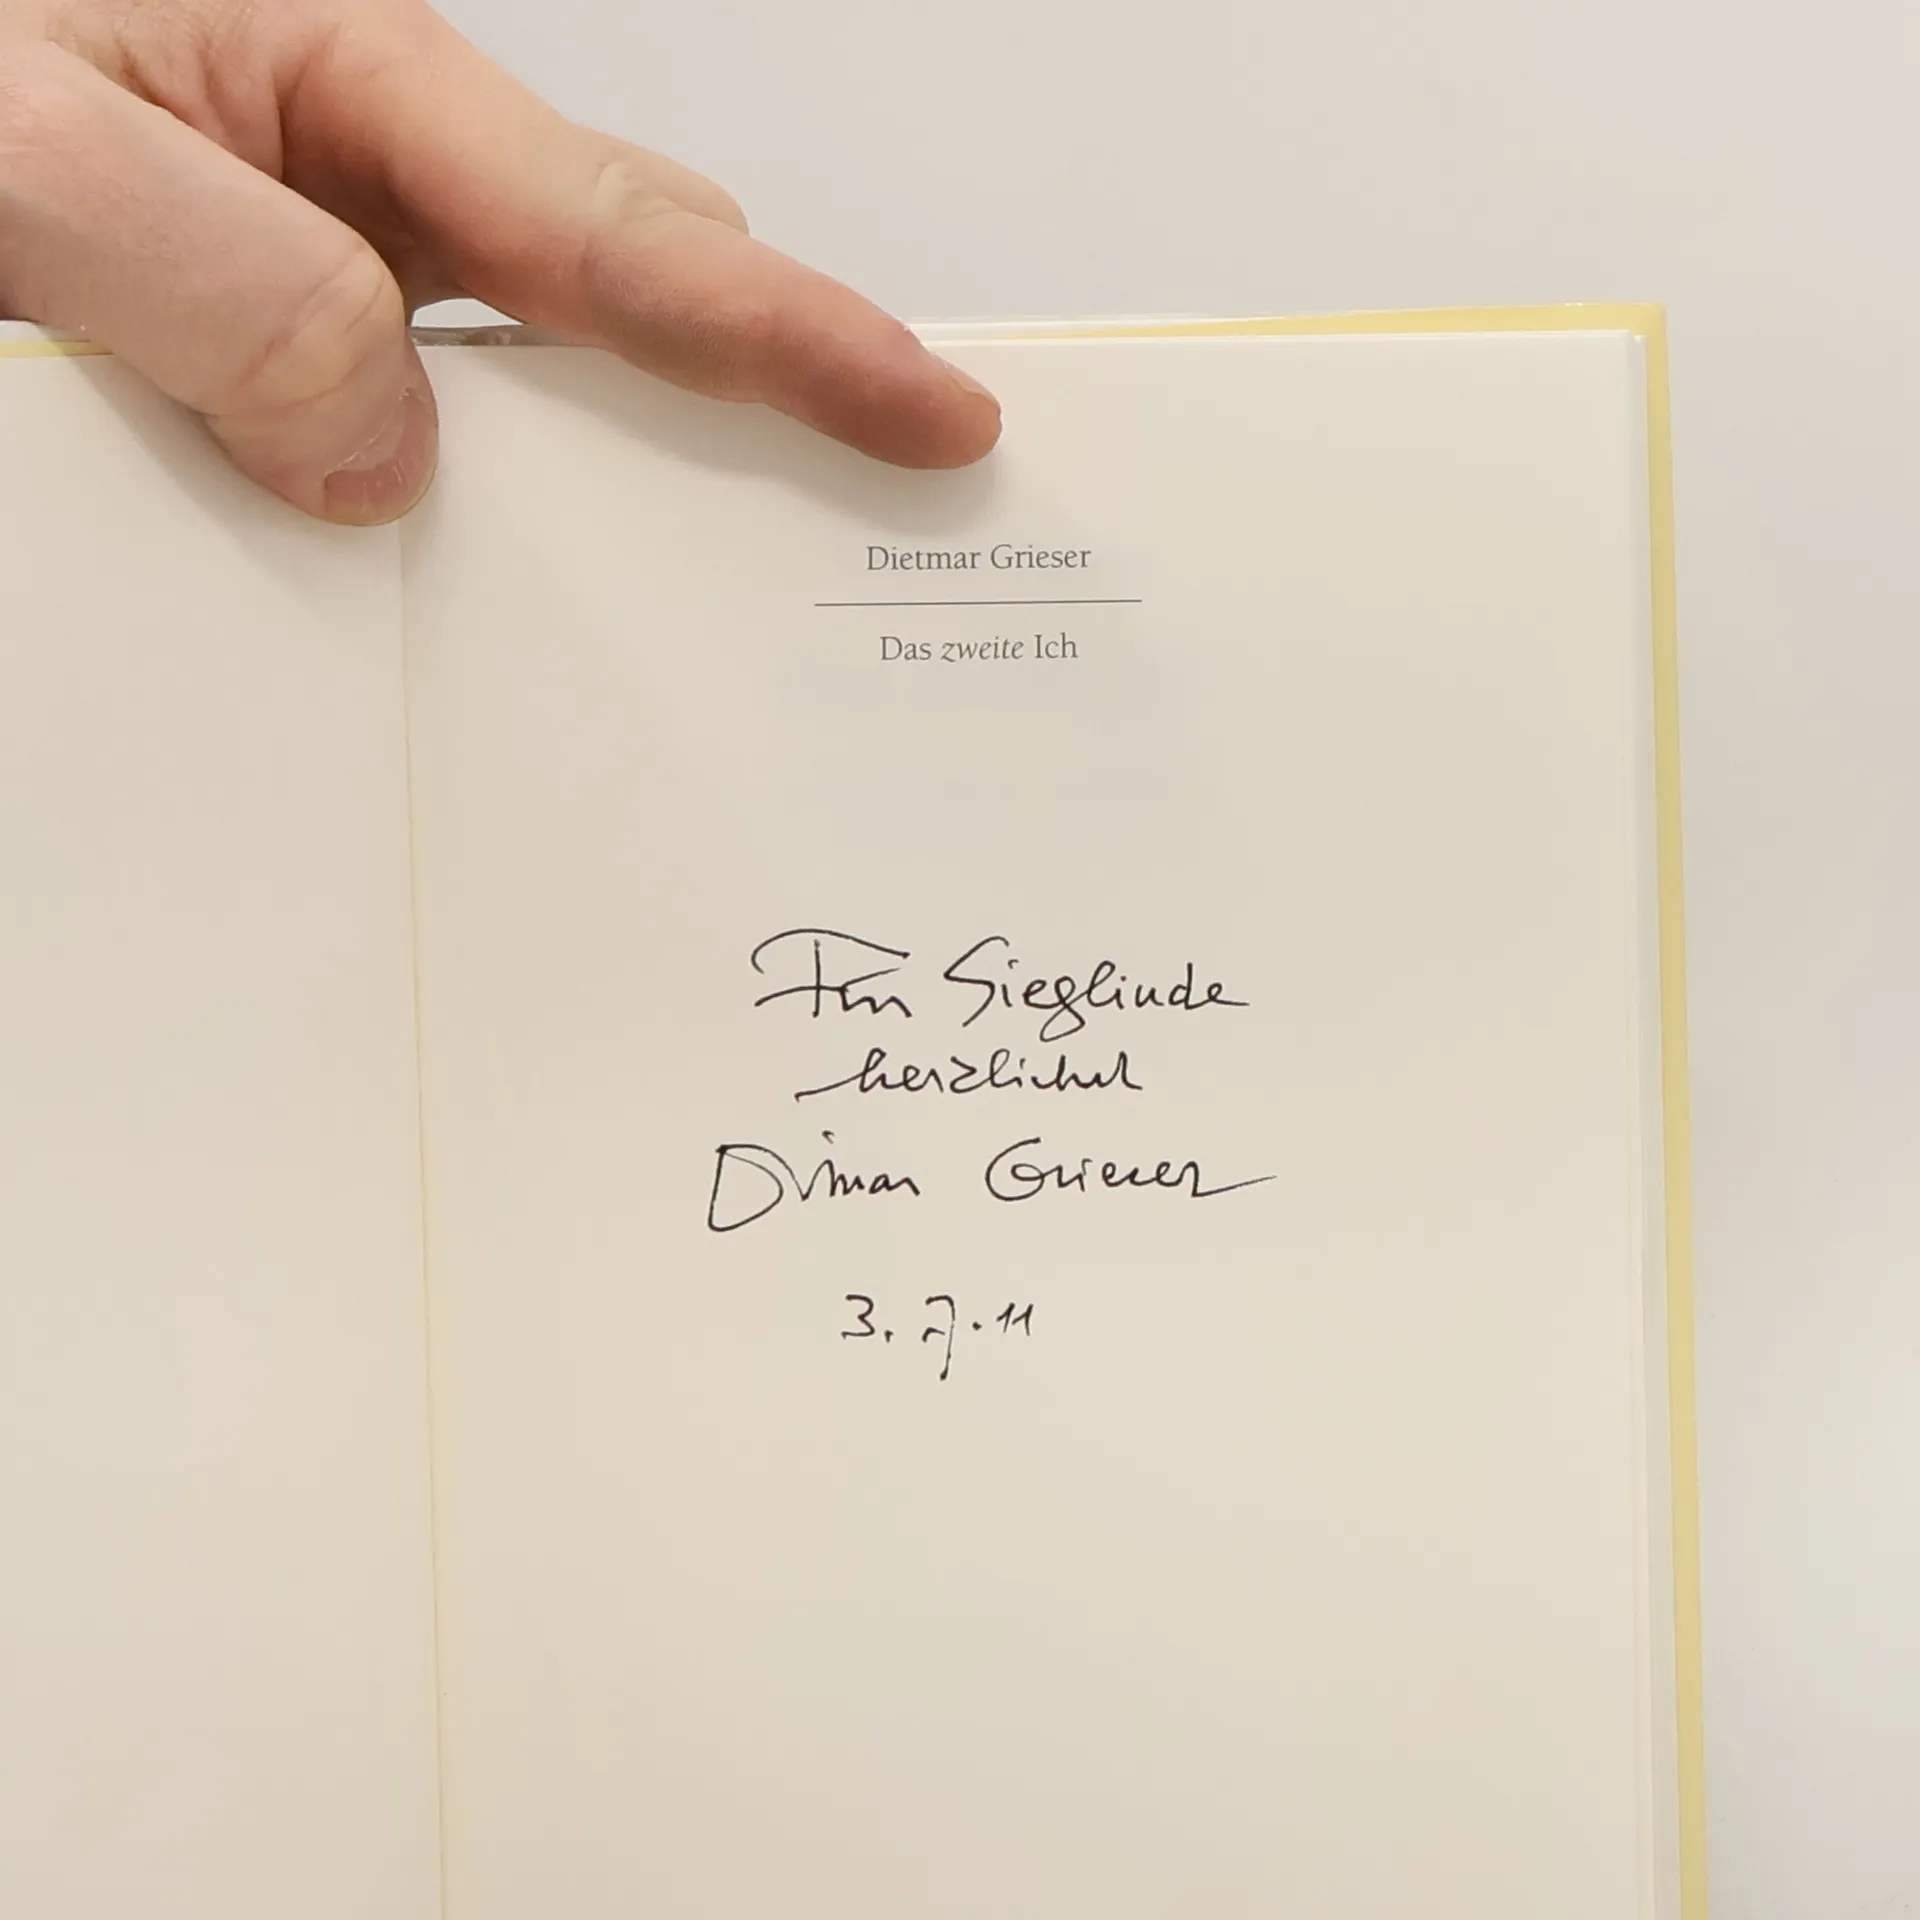 Dietmar Grieser
Das zweite Ich
Für Sieglinde
herzlichst
Dietmar Grieser
3. 7. 11